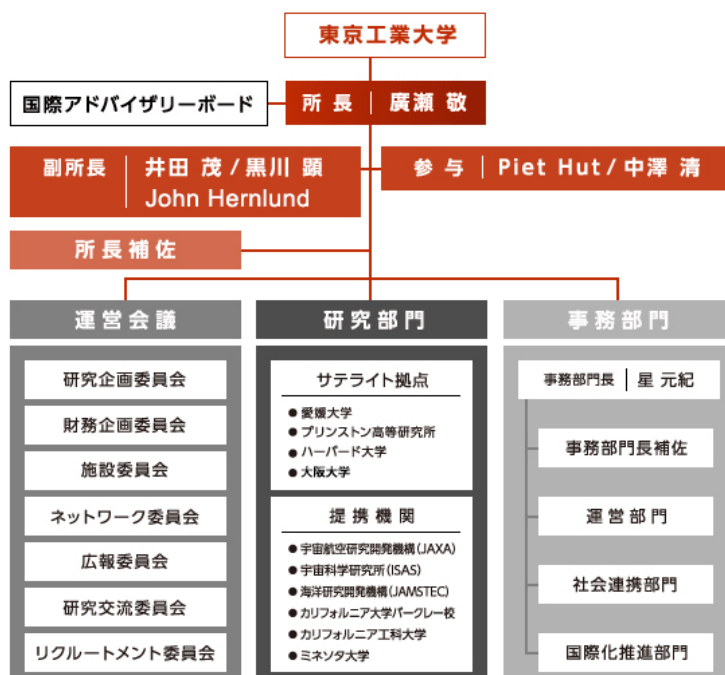 東京工業大学
国際アドバイザリーボード
所長 | 廣瀬 敬
副所長 | 井田 茂 / 黒川 顕
John Hernlund
参与 | Piet Hut / 中澤 清
所長補佐
運営会議
研究企画委員会
財務企画委員会
施設委員会
ネットワーク委員会
広報委員会
研究交流委員会
リクルートメント委員会
研究部門
サテライト拠点
● 愛媛大学
● プリンストン高等研究所
● ハーバード大学
● 大阪大学
提携機関
● 宇宙航空研究開発機構(JAXA)
● 宇宙科学研究所(ISAS)
● 海洋研究開発機構(JAMSTEC)
● カリフォルニア大学バークレー校
● カリフォルニア工科大学
● ミネソタ大学
事務部門
事務部門長 | 星 元紀
事務部門長補佐
運営部門
社会連携部門
国際化推進部門